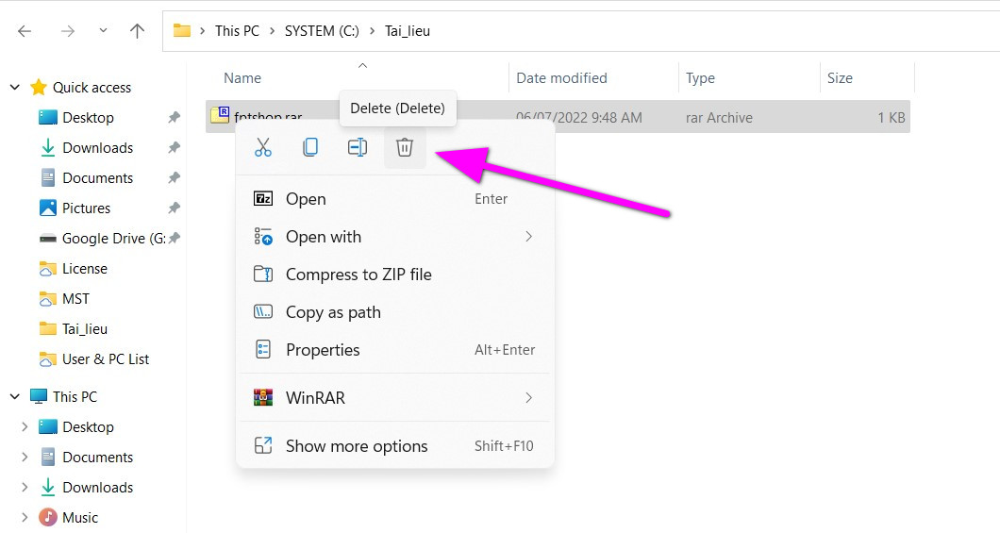 This PC > SYSTEM (C:) > Tai_lieu
Name
Date modified
Type
Size
Delete (Delete)
fptshop.rar
06/07/2022 9:48 AM
rar Archive
1 KB
Quick access
Desktop
Downloads
Documents
Pictures
Google Drive (G:
License
MST
Tai_lieu
User & PC List
This PC
Desktop
Documents
Downloads
Music
Open Enter
Open with
Compress to ZIP file
Copy as path
Properties Alt+Enter
WinRAR
Show more options Shift+F10